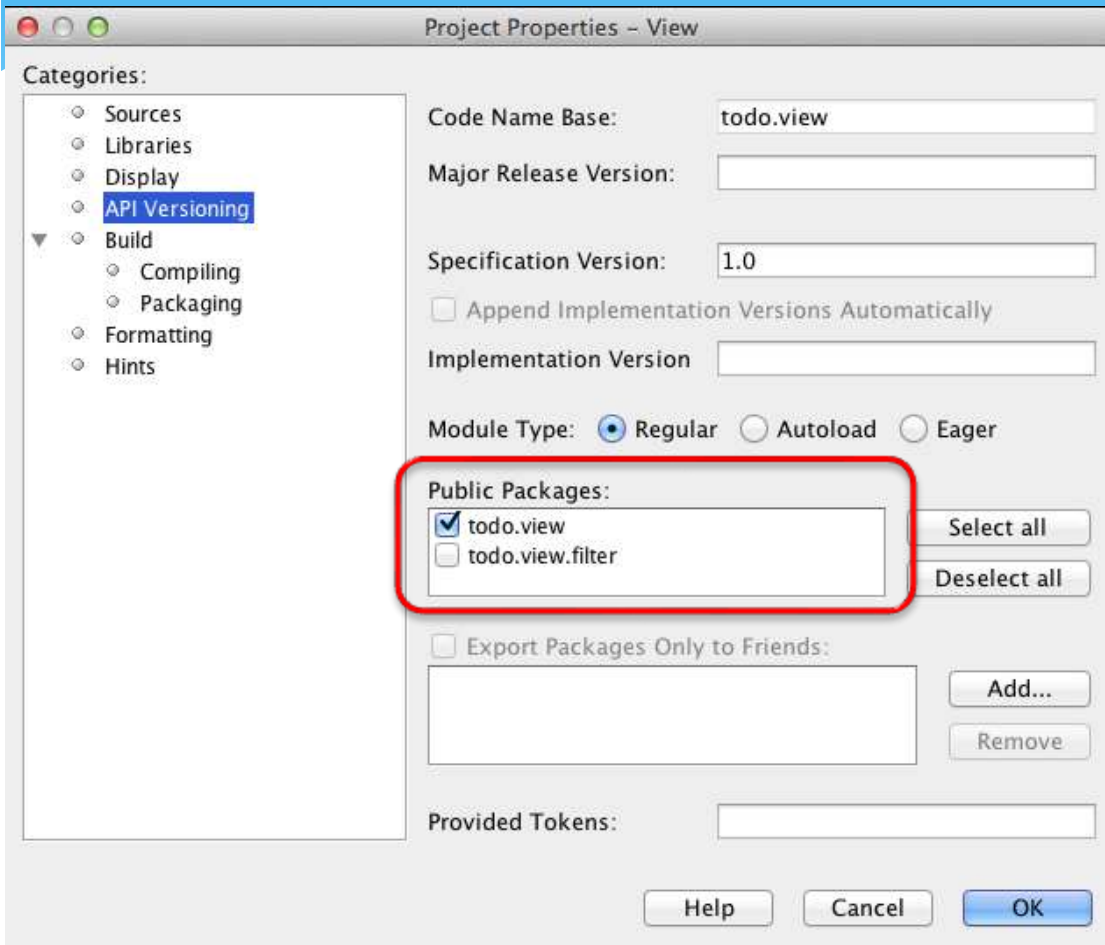 Project Properties – View
Categories:
Sources
Libraries
Display
API Versioning
Build
Compiling
Packaging
Formatting
Hints
Code Name Base: todo.view
Major Release Version:
Specification Version: 1.0
Append Implementation Versions Automatically
Implementation Version
Module Type: Regular Autoload Eager
Public Packages:
todo.view
todo.view.filter
Select all
Deselect all
Export Packages Only to Friends:
Add...
Remove
Provided Tokens:
Help Cancel OK